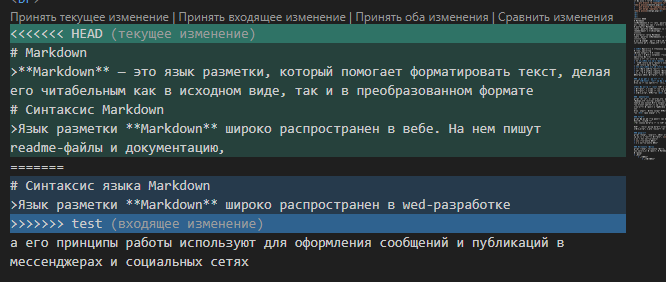 Принять текущее изменение | Принять входящее изменение | Принять оба изменения | Сравнить изменения
<<<<<<< HEAD (текущее изменение)
# Markdown
>**Markdown** — это язык разметки, который помогает форматировать текст, делая
его читабельным как в исходном виде, так и в преобразованном формате
# Синтаксис Markdown
>Язык разметки **Markdown** широко распространен в вебе. На нем пишут
readme-файлы и документацию,
=======
# Синтаксис языка Markdown
>Язык разметки **Markdown** широко распространен в wed-разработке
>>>>>>> test (входящее изменение)
а его принципы работы используют для оформления сообщений и публикаций в
мессенджерах и социальных сетях